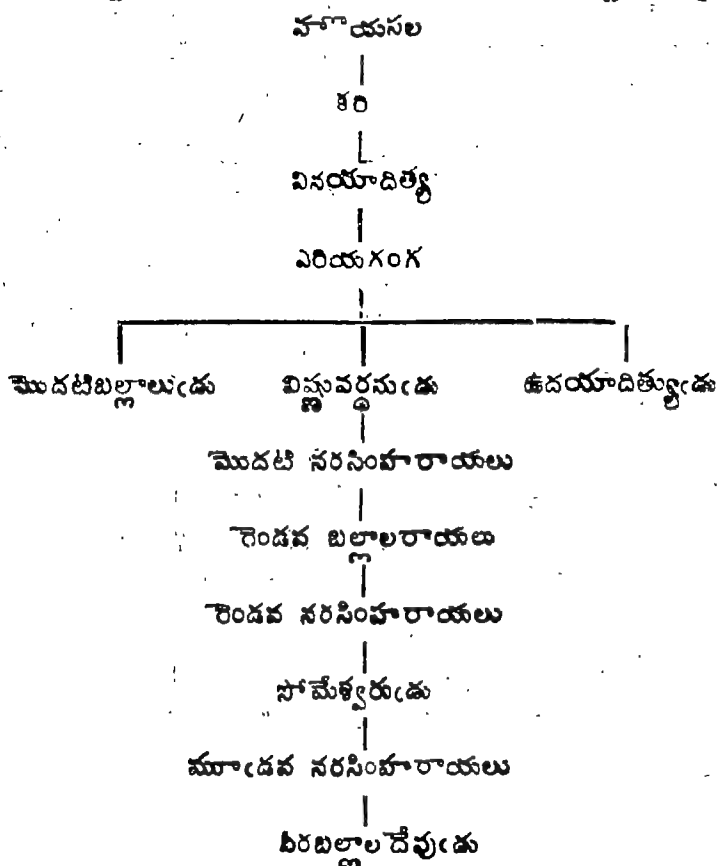 హొయసల
కరి
వినయాదిత్య
ఎరియగంగ
మొదటిబల్లాలుఁడు విష్ణువర్ధనుఁడు ఉదయాదిత్యుఁడు
మొదటి నరసింహరాయలు
రెండవ బల్లాలరాయలు
రెండవ నరసింహరాయలు
సోమేశ్వరుఁడు
మూఁడవ నరసింహరాయలు
వీరబల్లాలదేవుఁడు